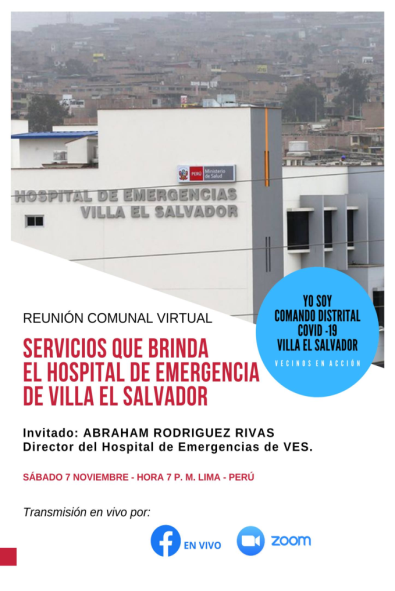 PERÚ Ministerio
de Salud
HOSPITAL DE EMERGENCIAS
VILLA EL SALVADOR
YO SOY
COMANDO DISTRITAL
COVID -19
VILLA EL SALVADOR
VECINOS EN ACCIÓN
REUNIÓN COMUNAL VIRTUAL
SERVICIOS QUE BRINDA
EL HOSPITAL DE EMERGENCIA
DE VILLA EL SALVADOR
Invitado: ABRAHAM RODRIGUEZ RIVAS
Director del Hospital de Emergencias de VES.
SÁBADO 7 NOVIEMBRE - HORA 7 P. M. LIMA - PERÚ
Transmisión en vivo por:
EN VIVO zoom